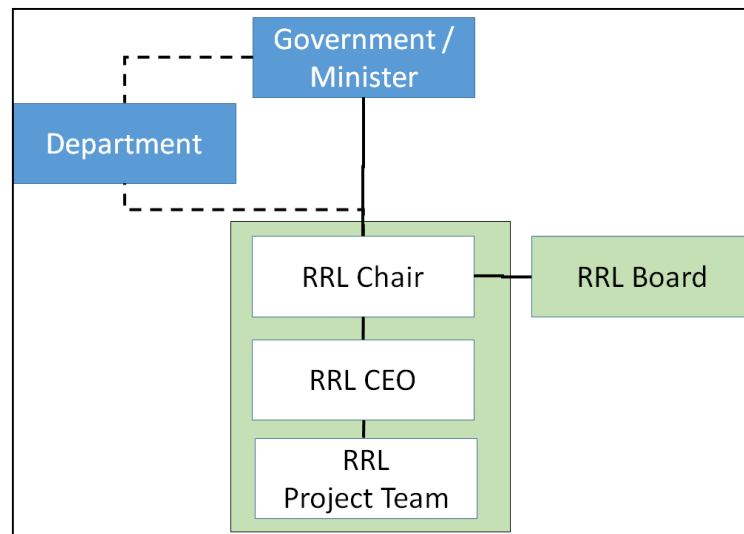 Government /
Minister
Department
RRL Chair
RRL Board
RRL CEO
RRL
Project Team